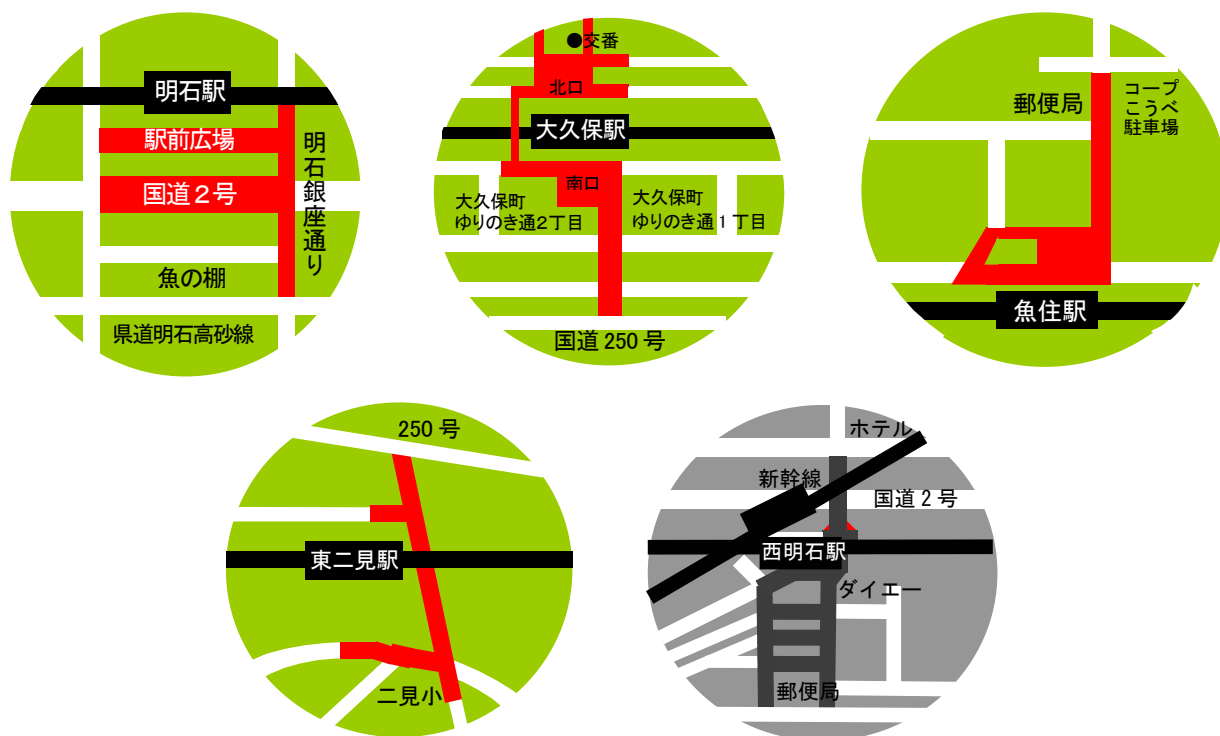 明石駅
駅前広場
国道２号
明石銀座通り
魚の棚
県道明石高砂線
●交番
北口
大久保駅
南口
大久保町
ゆりのき通２丁目
大久保町
ゆりのき通１丁目
国道 250 号
コープ
こうべ
駐車場
郵便局
魚住駅
250 号
東二見駅
二見小
ホテル
新幹線
国道 2 号
西明石駅
ダイエー
郵便局